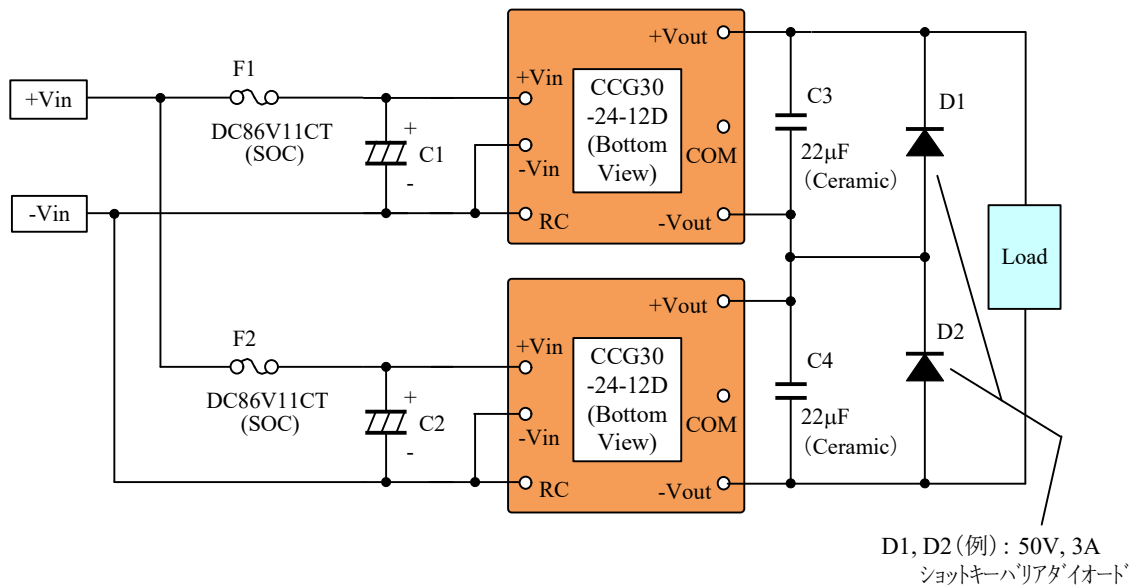 +Vin
F1
DC86V11CT
(SOC)
+
C1
-
+Vin
-Vin
RC
CCG30
-24-12D
(Bottom
View)
+Vout
COM
-Vout
C3
22μF
(Ceramic)
D1
-Vin
Load
F2
DC86V11CT
(SOC)
+
C2
-
+Vin
-Vin
RC
CCG30
-24-12D
(Bottom
View)
+Vout
COM
-Vout
C4
22μF
(Ceramic)
D2
D1, D2(例) : 50V, 3A
ショットキーバリアダイオード